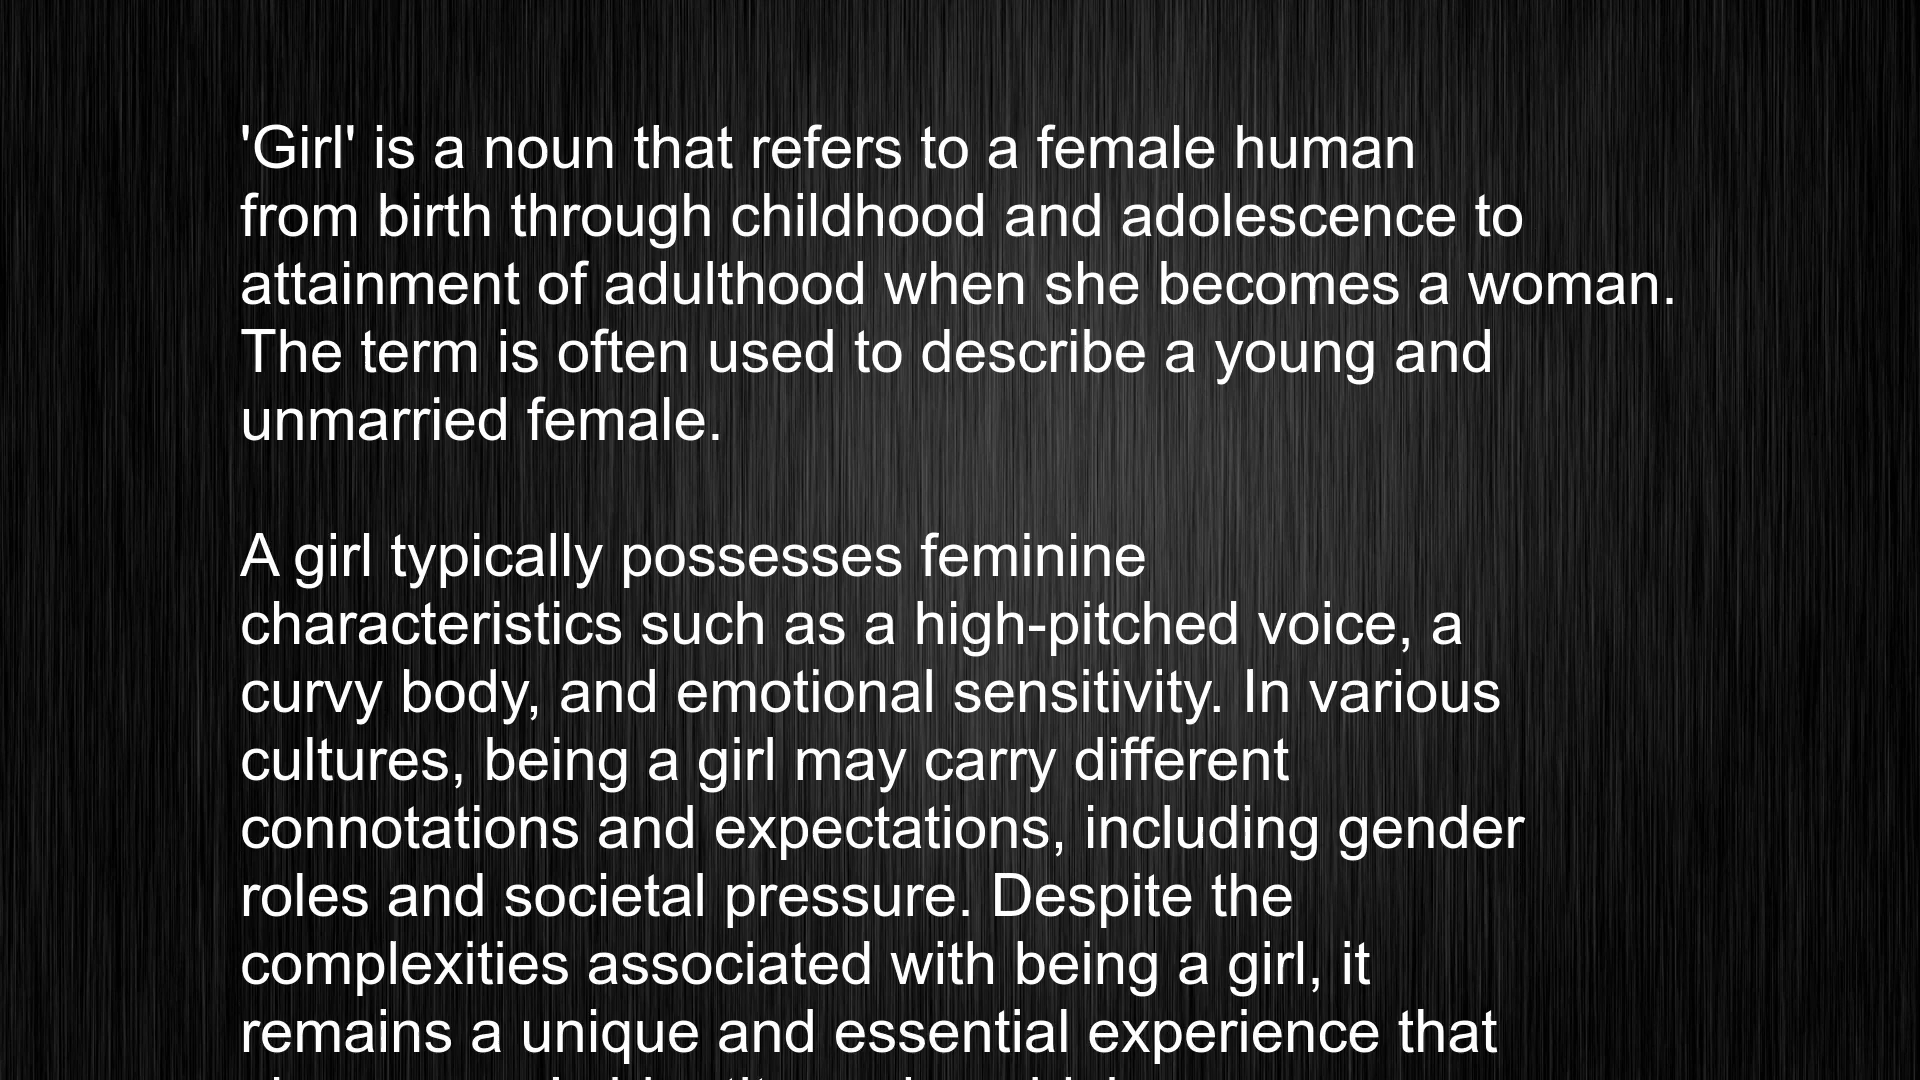 'Girl' is a noun that refers to a female human
from birth through childhood and adolescence to
attainment of adulthood when she becomes a woman.
The term is often used to describe a young and
unmarried female.
A girl typically possesses feminine
characteristics such as a high-pitched voice, a
curvy body, and emotional sensitivity. In various
cultures, being a girl may carry different
connotations and expectations, including gender
roles and societal pressure. Despite the
complexities associated with being a girl, it
remains a unique and essential experience that